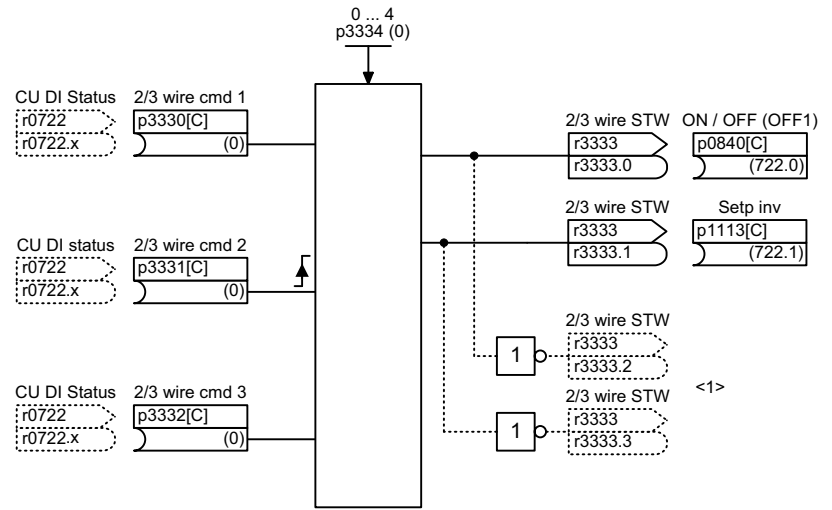 0 ... 4
p3334 (0)
CU DI Status 2/3 wire cmd 1
r0722 p3330[C]
r0722.x (0)
2/3 wire STW ON / OFF (OFF1)
r3333 p0840[C]
r3333.0 (722.0)
2/3 wire STW Setp inv
r3333 p1113[C]
r3333.1 (722.1)
CU DI status 2/3 wire cmd 2
r0722 p3331[C]
r0722.x (0)
2/3 wire STW
r3333
1
r3333.2
<1>
2/3 wire STW
r3333
1
r3333.3
CU DI Status 2/3 wire cmd 3
r0722 p3332[C]
r0722.x (0)